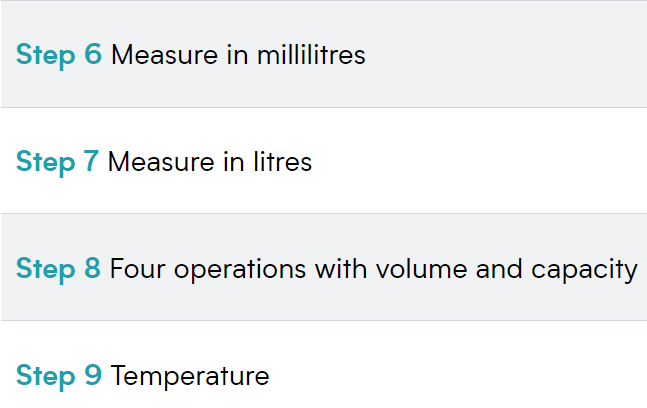 Step 6 Measure in millilitres
Step 7 Measure in litres
Step 8 Four operations with volume and capacity
Step 9 Temperature